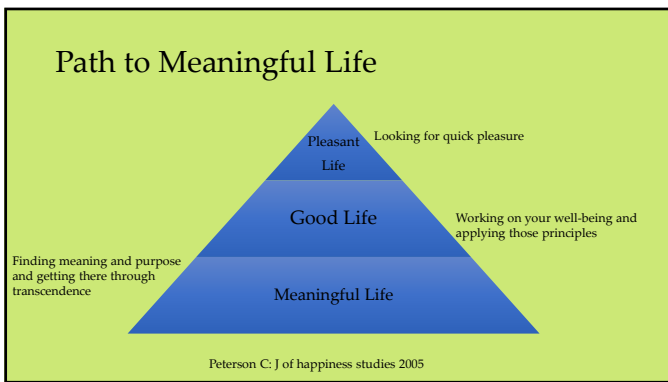 Path to Meaningful Life
Pleasant
Life
Looking for quick pleasure
Good Life
Working on your well-being and
applying those principles
Finding meaning and purpose
and getting there through
transcendence
Meaningful Life
Peterson C: J of happiness studies 2005